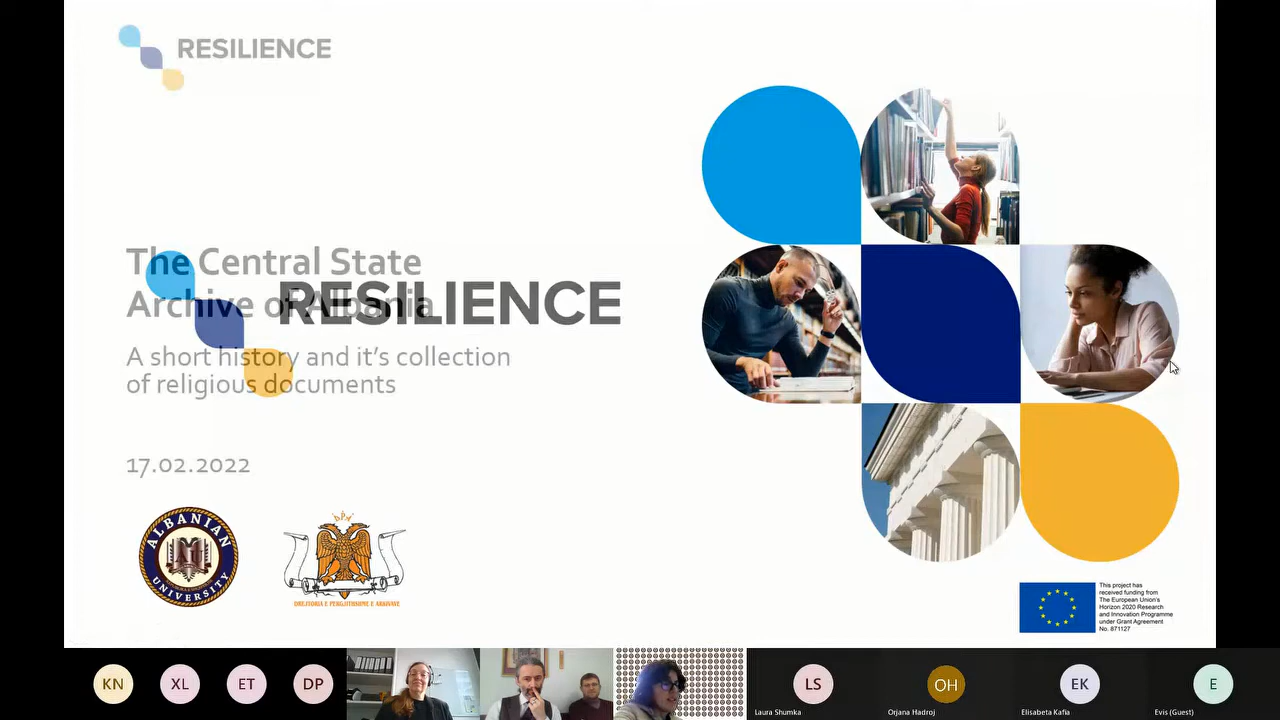 RESILIENCE
The Central State
Archive of Albania
RESILIENCE
A short history and it's collection
of religious documents
17.02.2022
ALBANIAN
UNIVERSITY
DREJTORIA E PERGJITHSHME E ARKIVAVE
This project has
received funding from
The European Union's
Horizon 2020 Research
and Innovation Programme
under Grant Agreement
No. 871127
KN
XL
ET
DP
LS
OH
EK
E
Laura Shumka
Orjana Hadroj
Elisabeta Kafia
Evis (Guest)